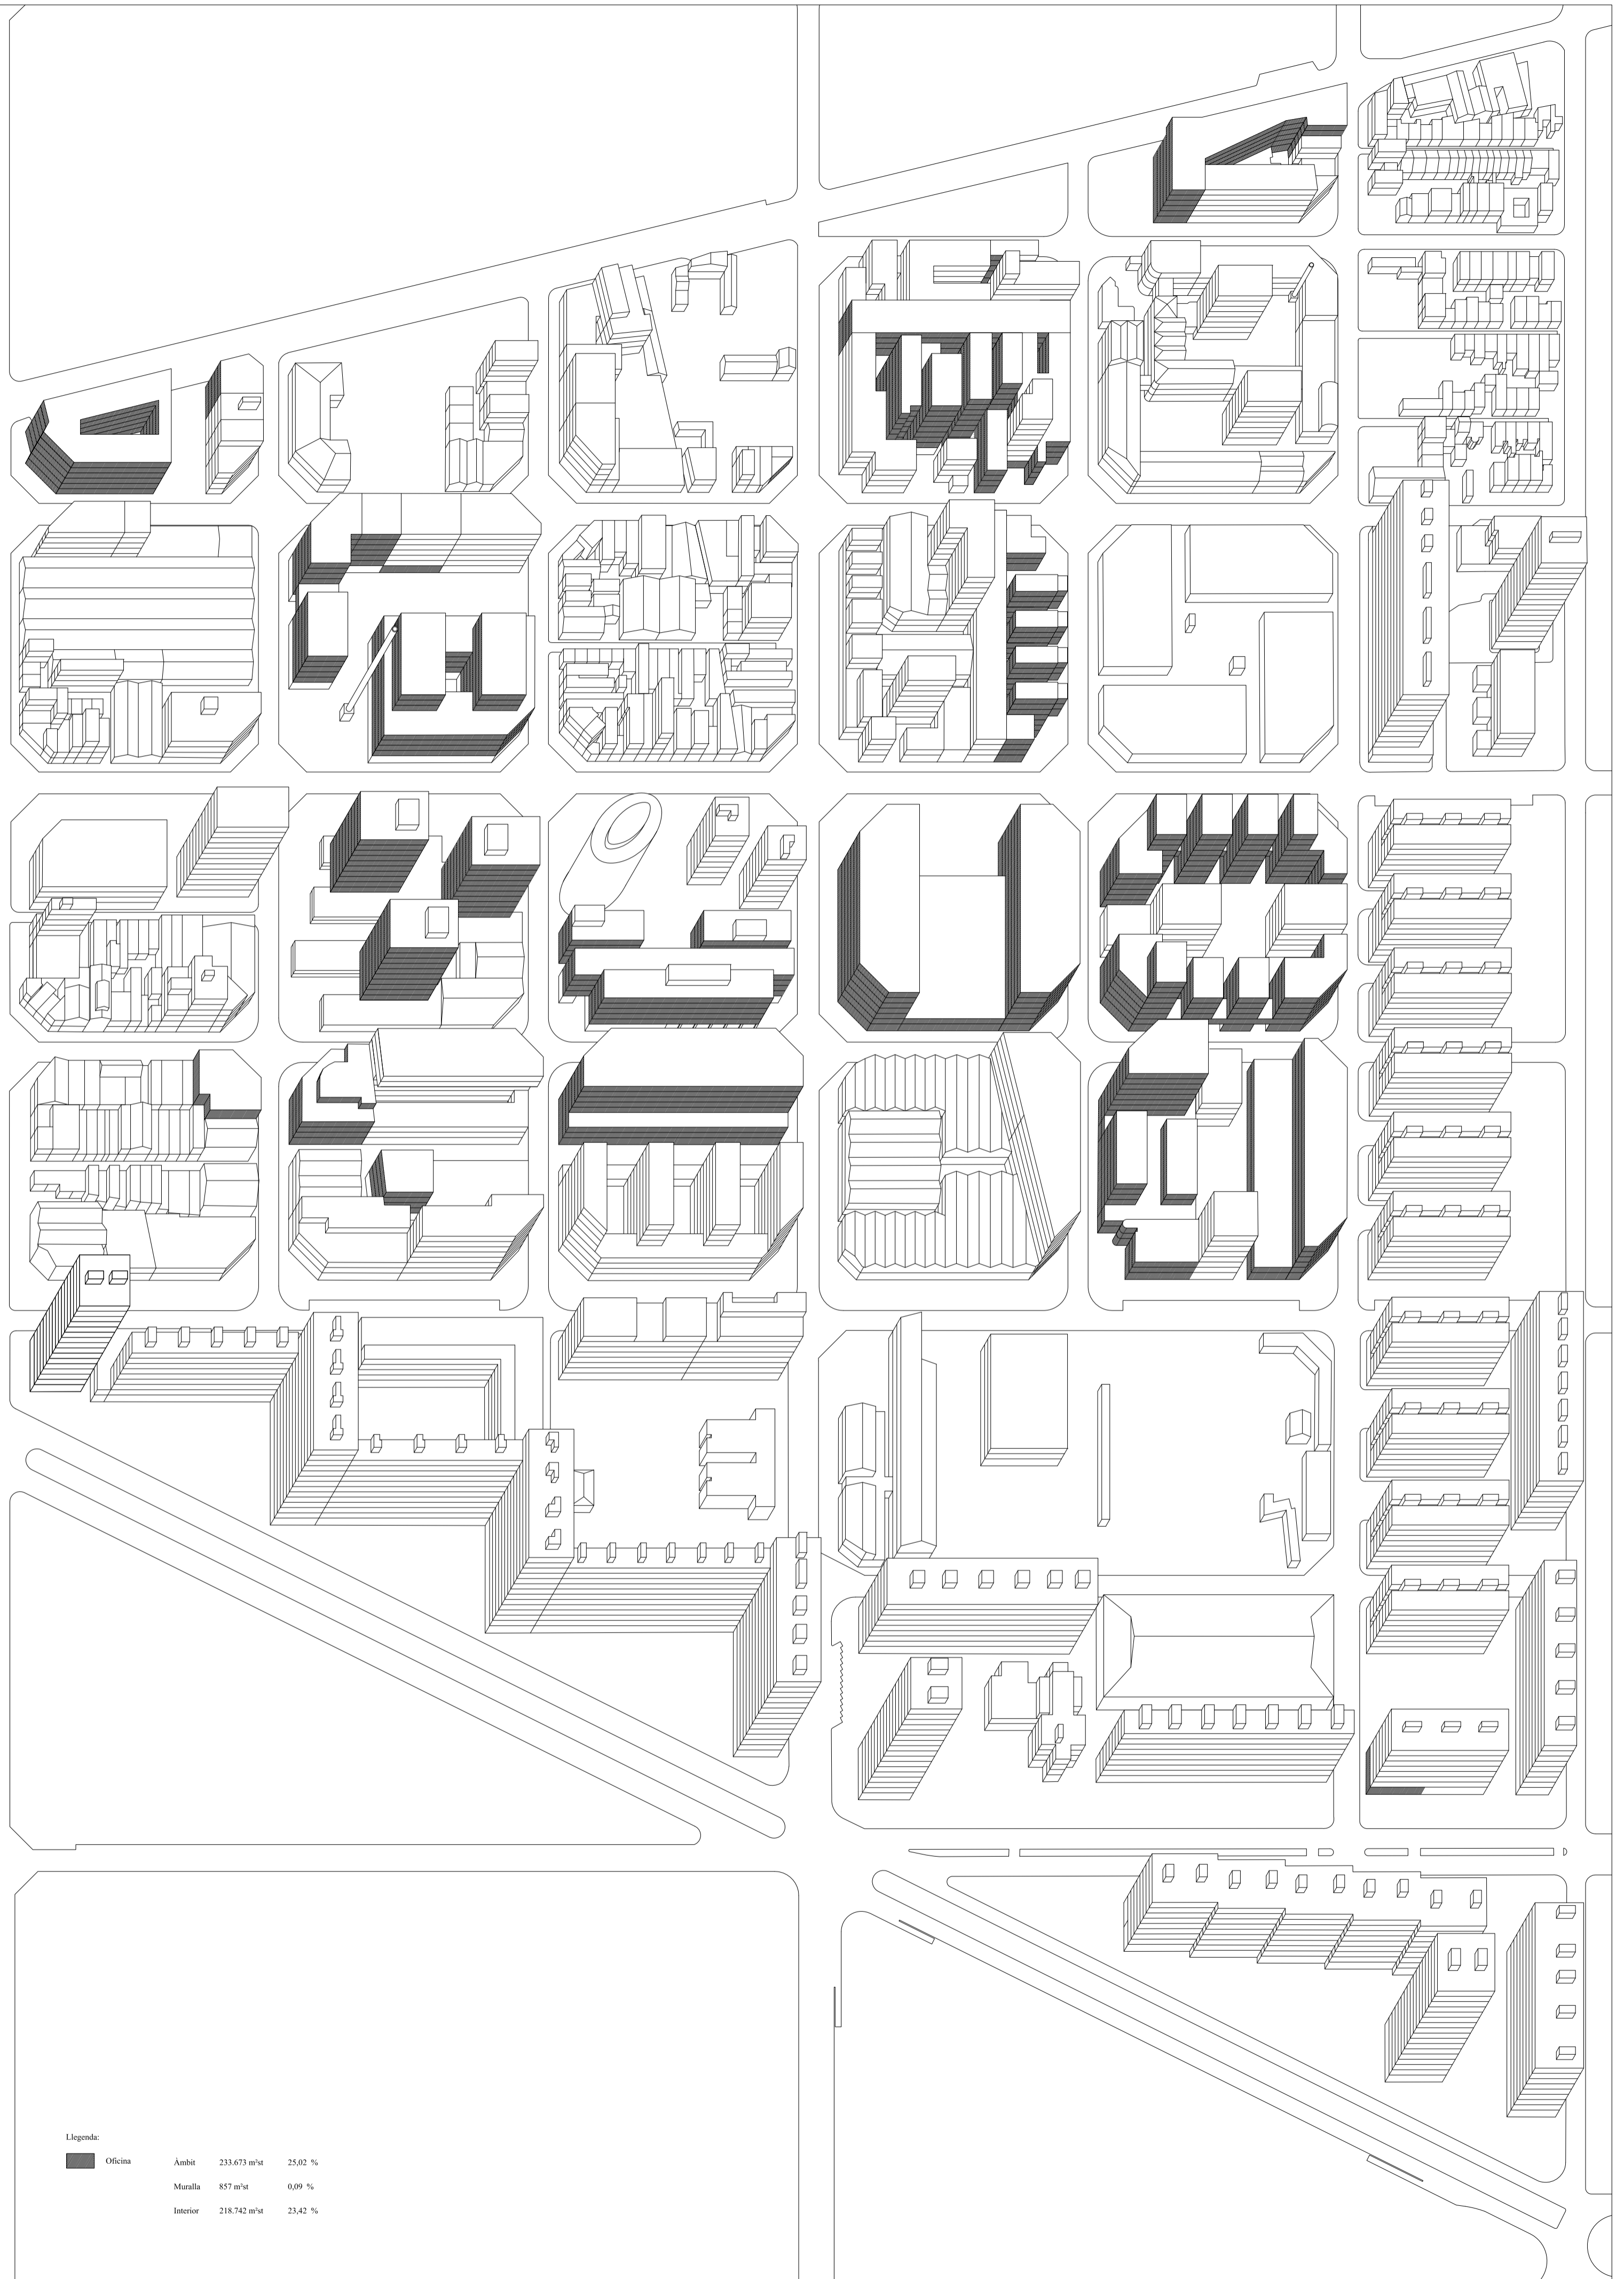 Llegenda:
Oficina Àmbit 233.673 m²st 25,02 %
Muralla 857 m²st 0,09 %
Interior 218.742 m²st 23,42 %